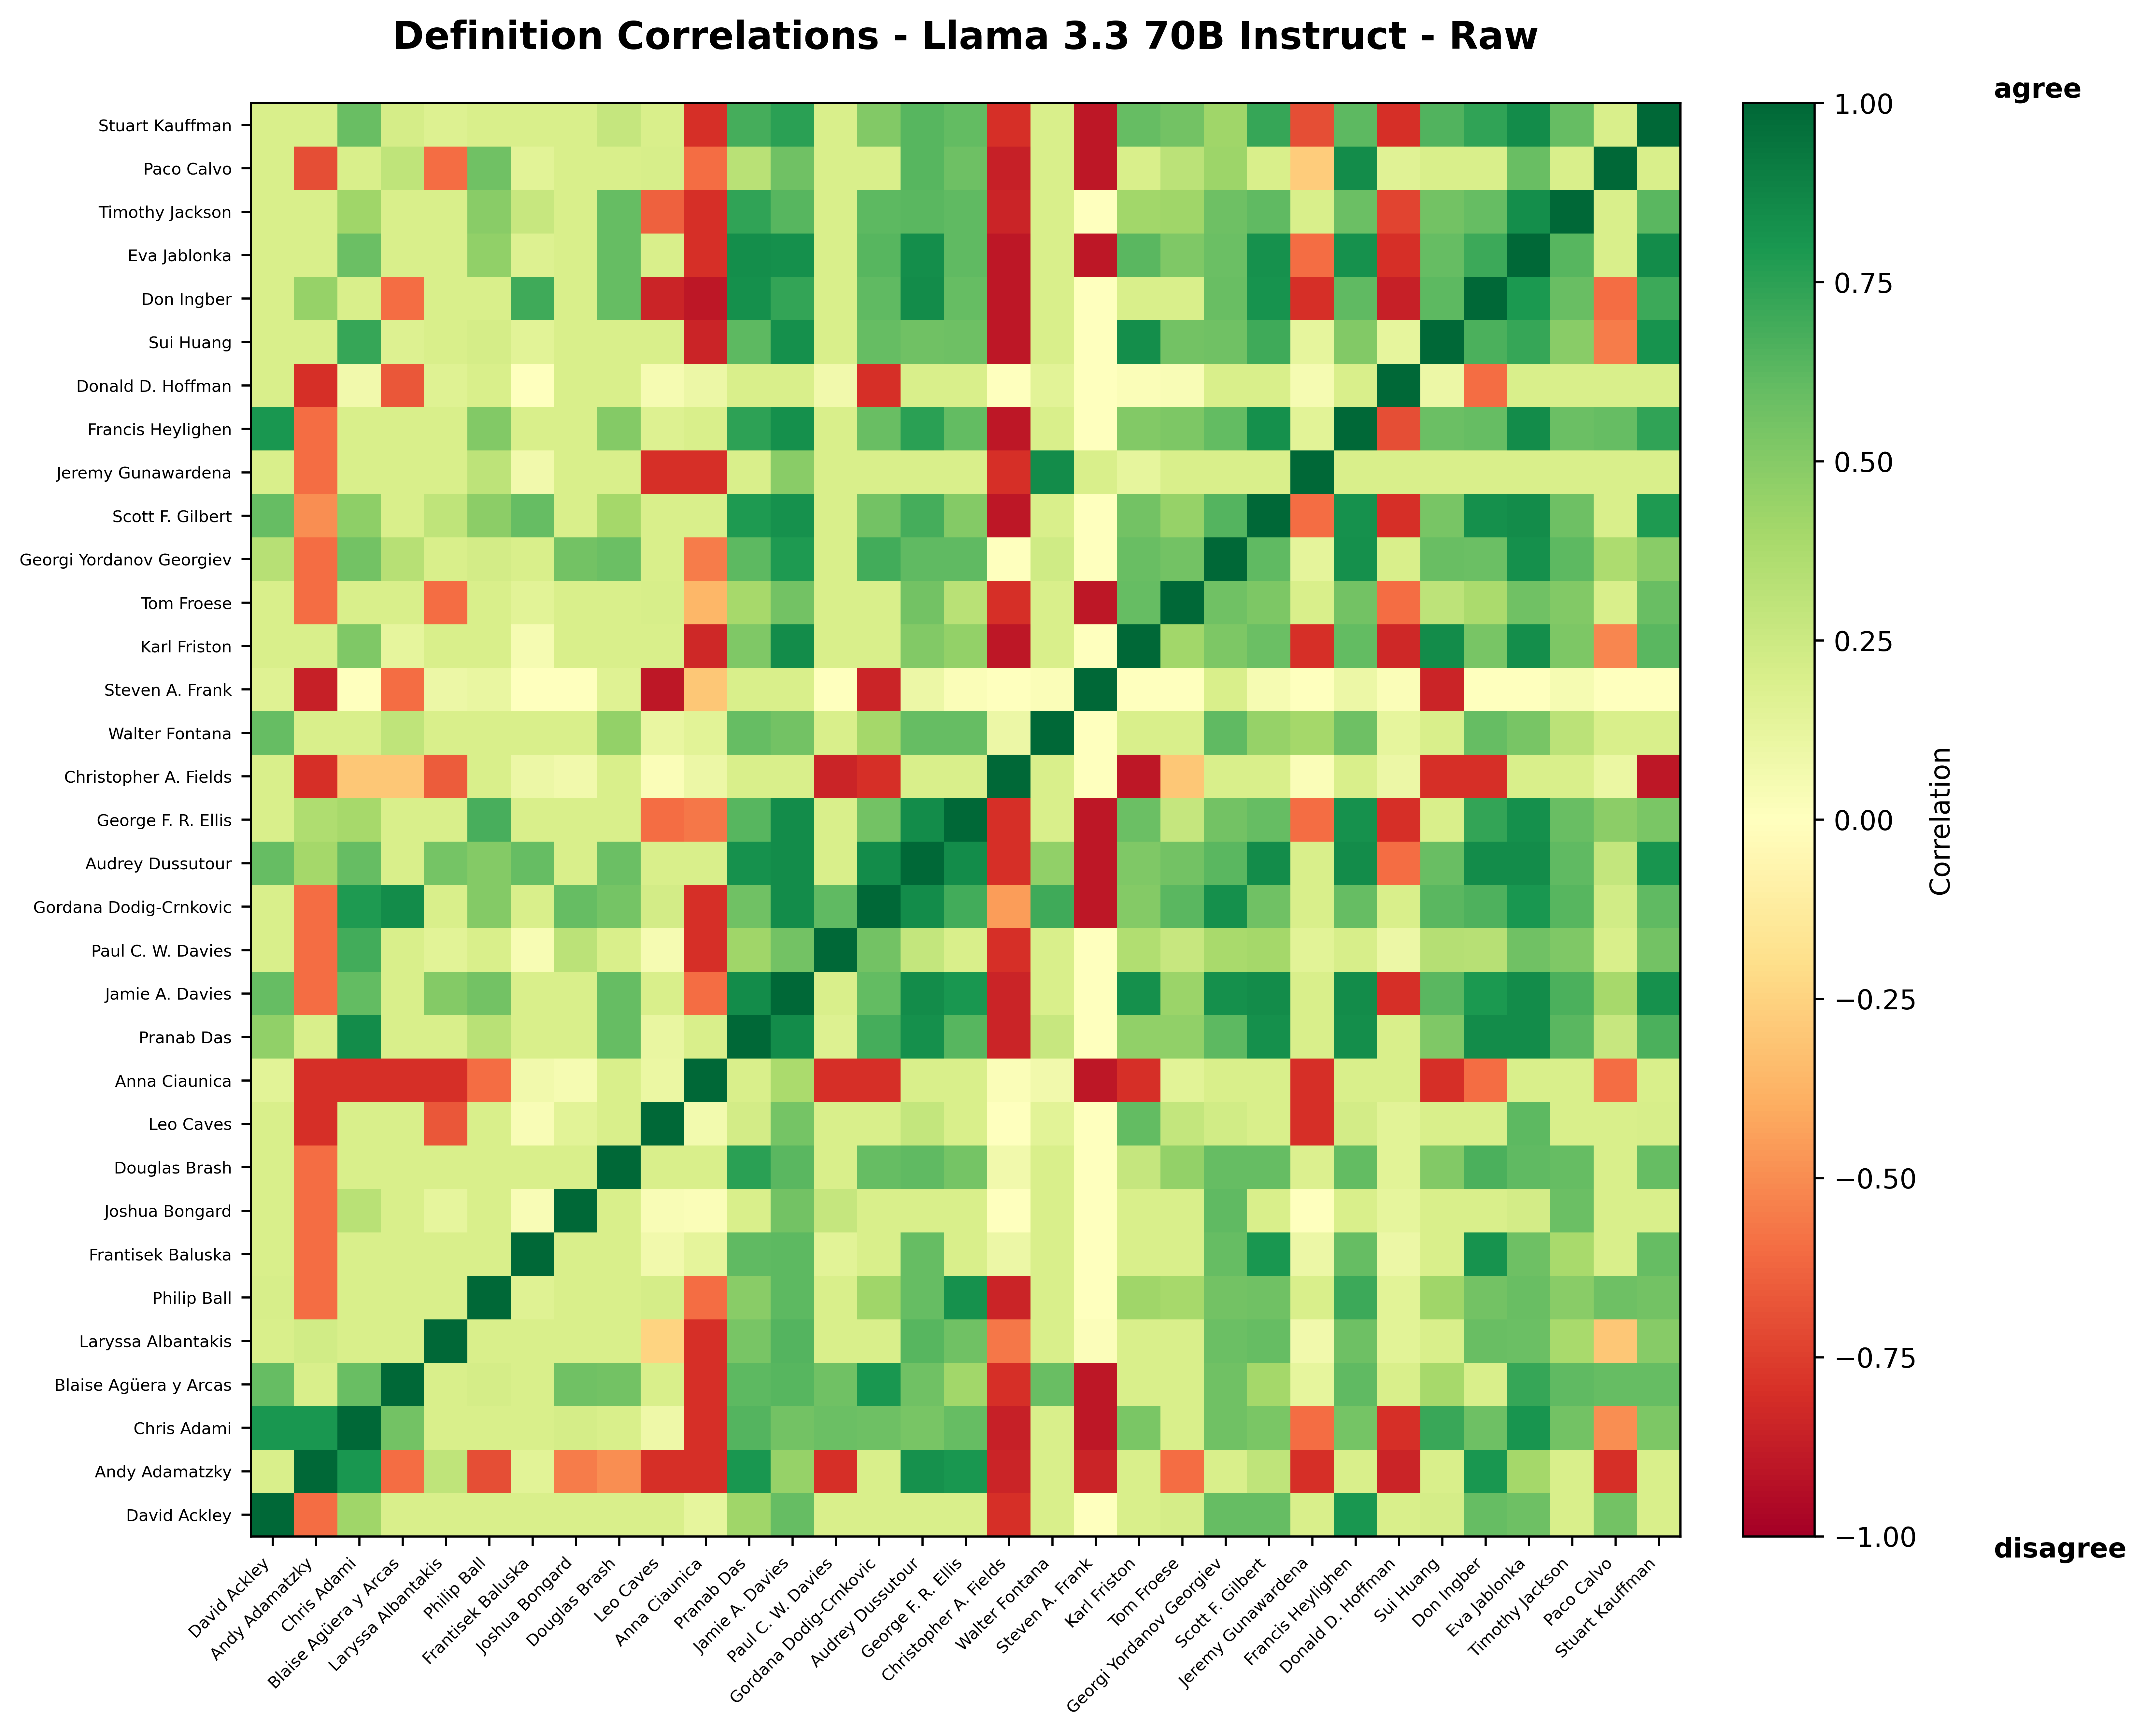 Definition Correlations - Llama 3.3 70B Instruct - Raw
agree
Stuart Kauffman
Paco Calvo
Timothy Jackson
Eva Jablonka
Don Ingber
Sui Huang
Donald D. Hoffman
Francis Heylighen
Jeremy Gunawardena
Scott F. Gilbert
Georgi Yordanov Georgiev
Tom Froese
Karl Friston
Steven A. Frank
Walter Fontana
Christopher A. Fields
George F. R. Ellis
Audrey Dussutour
Gordana Dodig-Crnkovic
Paul C. W. Davies
Jamie A. Davies
Pranab Das
Anna Ciaunica
Leo Caves
Douglas Brash
Joshua Bongard
Frantisek Baluska
Philip Ball
Laryssa Albantakis
Blaise Agüera y Arcas
Chris Adami
Andy Adamatzky
David Ackley
David Ackley
Andy Adamatzky
Chris Adami
Blaise Agüera y Arcas
Laryssa Albantakis
Philip Ball
Frantisek Baluska
Joshua Bongard
Douglas Brash
Leo Caves
Anna Ciaunica
Pranab Das
Jamie A. Davies
Paul C. W. Davies
Gordana Dodig-Crnkovic
Audrey Dussutour
George F. R. Ellis
Christopher A. Fields
Walter Fontana
Steven A. Frank
Karl Friston
Tom Froese
Georgi Yordanov Georgiev
Scott F. Gilbert
Jeremy Gunawardena
Francis Heylighen
Donald D. Hoffman
Sui Huang
Don Ingber
Eva Jablonka
Timothy Jackson
Paco Calvo
Stuart Kauffman
1.00
0.75
0.50
0.25
0.00
−0.25
−0.50
−0.75
−1.00
Correlation
disagree